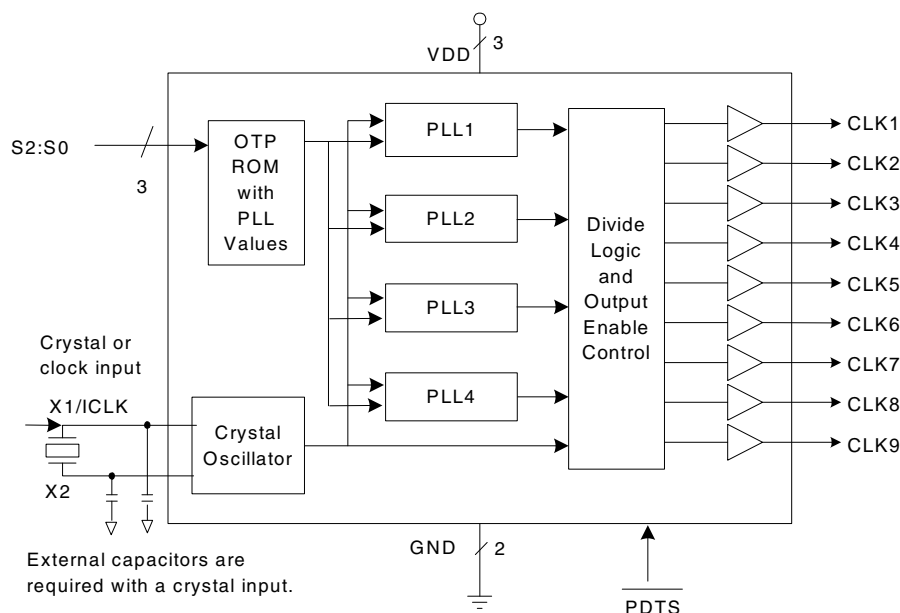 VDD
3
S2:S0
3
OTP
ROM
with
PLL
Values
PLL1
PLL2
PLL3
PLL4
Divide
Logic
and
Output
Enable
Control
CLK1
CLK2
CLK3
CLK4
CLK5
CLK6
CLK7
CLK8
CLK9
Crystal or
clock input
X1/ICLK
X2
Crystal
Oscillator
External capacitors are
required with a crystal input.
GND
2
PDTS